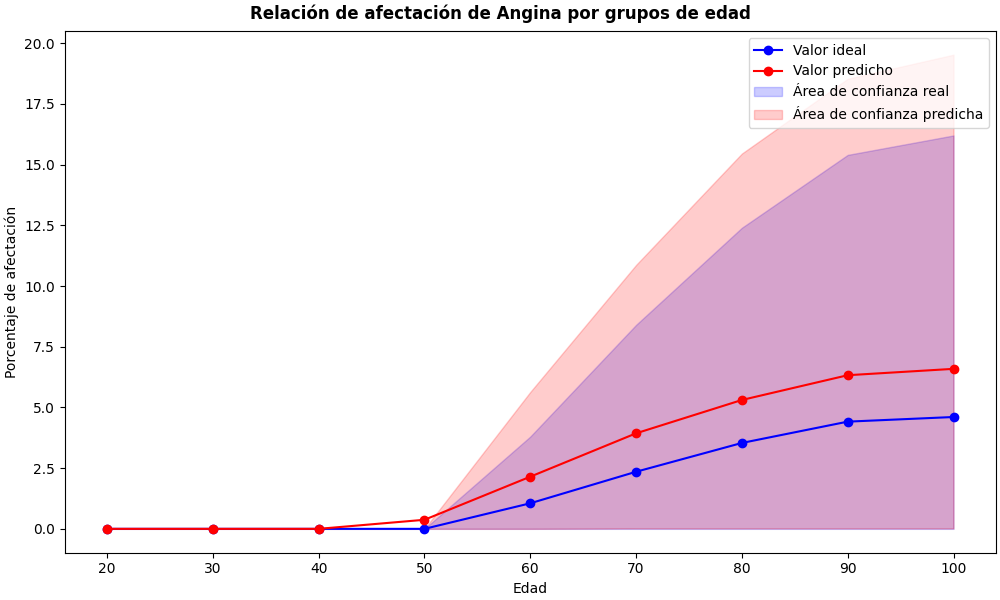 Relación de afectación de Angina por grupos de edad
20.0
17.5
15.0
12.5
10.0
7.5
5.0
2.5
0.0
Porcentaje de afectación
Valor ideal
Valor predicho
Área de confianza real
Área de confianza predicha
20 30 40 50 60 70 80 90 100
Edad